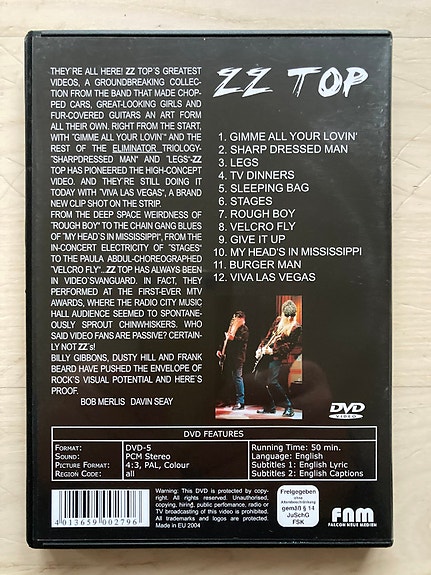 THEY'RE ALL HERE! ZZ TOP'S GREATEST
VIDEOS, A GROUNDBREAKING COLLEC-
TION FROM THE BAND THAT MADE CHOP-
PED CARS, GREAT-LOOKING GIRLS AND
FUR-COVERED GUITARS AN ART FORM
ALL THEIR OWN. RIGHT FROM THE START,
WITH "GIMME ALL YOUR LOVIN'" AND THE
REST OF THE ELIMINATOR TRIOLOGY-
"SHARPDRESSED MAN" AND "LEGS"-ZZ
TOP HAS PIONEERED THE HIGH-CONCEPT
VIDEO. AND THEY'RE STILL DOING IT
TODAY WITH "VIVA LAS VEGAS", A BRAND
NEW CLIP SHOT ON THE STRIP.
FROM THE DEEP SPACE WEIRDNESS OF
"ROUGH BOY" TO THE CHAIN GANG BLUES
OF "MY HEAD'S IN MISSISSIPPI", FROM THE
IN-CONCERT ELECTRICITY OF "STAGES"
TO THE PAULA ABDUL-CHOREOGRAPHED
"VELCRO FLY"...ZZ TOP HAS ALWAYS BEEN
IN VIDEO'SVANGUARD. IN FACT, THEY
PERFORMED AT THE FIRST-EVER MTV
AWARDS, WHERE THE RADIO CITY MUSIC
HALL AUDIENCE SEEMED TO SPONTANE-
OUSLY SPROUT CHINWHISKERS. WHO
SAID VIDEO FANS ARE PASSIVE? CERTAIN-
LY NOT ZZ's!
BILLY GIBBONS, DUSTY HILL AND FRANK
BEARD HAVE PUSHED THE ENVELOPE OF
ROCK'S VISUAL POTENTIAL AND HERE'S
PROOF.
BOB MERLIS DAVIN SEAY
ZZ TOP
1. GIMME ALL YOUR LOVIN'
2. SHARP DRESSED MAN
3. LEGS
4. TV DINNERS
5. SLEEPING BAG
6. STAGES
7. ROUGH BOY
8. VELCRO FLY
9. GIVE IT UP
10. MY HEAD'S IN MISSISSIPPI
11. BURGER MAN
12. VIVA LAS VEGAS
DVD
VIDEO
DVD FEATURES
FORMAT: DVD-5
SOUND: PCM Stereo
PICTURE FORMAT: 4:3, PAL, Colour
REGION CODE: all
Running Time: 50 min.
Language: English
Subtitles 1: English Lyric
Subtitles 2: English Captions
4 013659 002796
Warning: This DVD is protected by copy-
right. All rights reserved. Unauthorised,
copying, hiring, public perfomance, radio or
TV broadcasting of this video is prohibited.
All trademarks and logos are protected.
Made in EU 2004
Freigegeben
ohne
Altersbeschränkung
gemäß § 14
JuSchG
FSK
FNM
FALCON NEUE MEDIEN